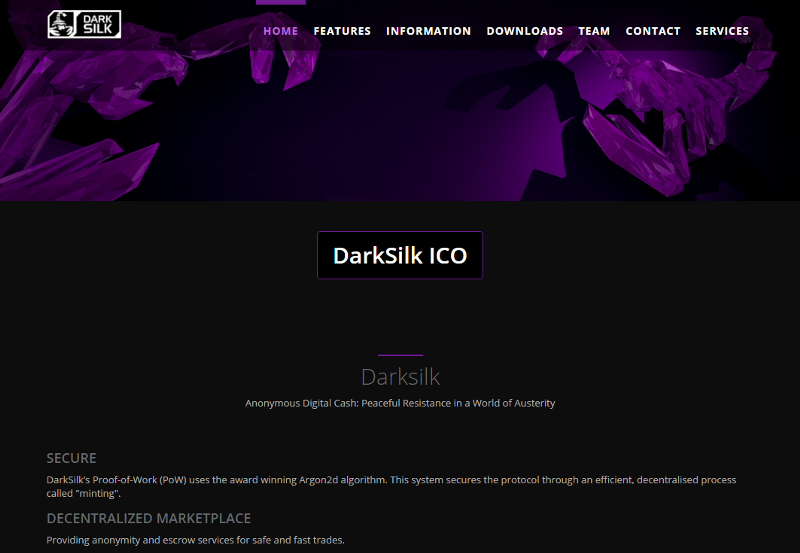 DARK
SILK
HOME FEATURES INFORMATION DOWNLOADS TEAM CONTACT SERVICES
DarkSilk ICO
Darksilk
Anonymous Digital Cash: Peaceful Resistance in a World of Austerity
SECURE
DarkSilk's Proof-of-Work (PoW) uses the award winning Argon2d algorithm. This system secures the protocol through an efficient, decentralised process
called "minting".
DECENTRALIZED MARKETPLACE
Providing anonymity and escrow services for safe and fast trades.